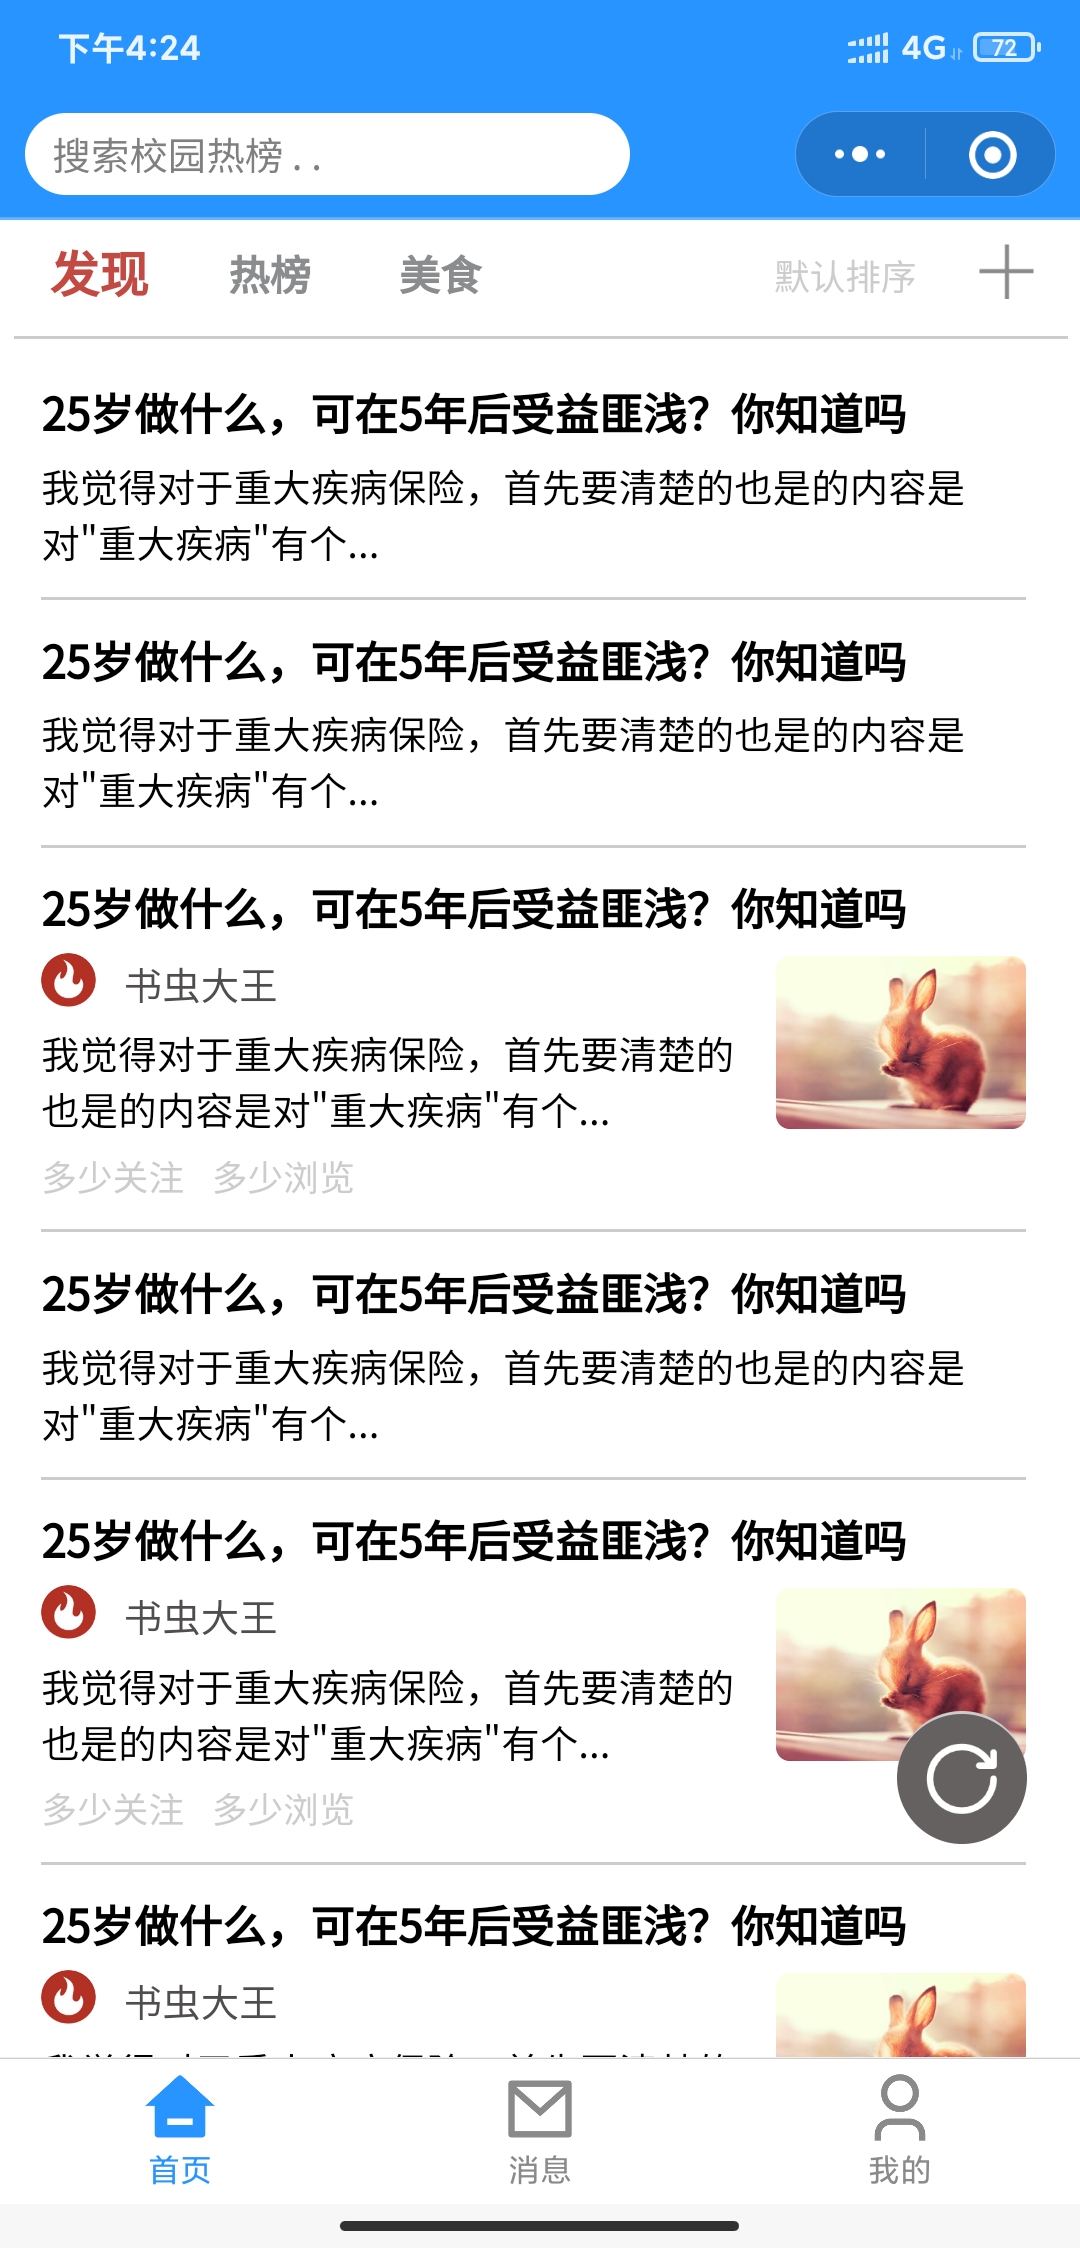 下午4:24
4G
72
搜索校园热榜 . .
发现 热榜 美食 默认排序
25岁做什么，可在5年后受益匪浅？你知道吗
我觉得对于重大疾病保险，首先要清楚的也是的内容是
对"重大疾病"有个...
25岁做什么，可在5年后受益匪浅？你知道吗
我觉得对于重大疾病保险，首先要清楚的也是的内容是
对"重大疾病"有个...
25岁做什么，可在5年后受益匪浅？你知道吗
书虫大王
我觉得对于重大疾病保险，首先要清楚的
也是的内容是对"重大疾病"有个...
多少关注 多少浏览
25岁做什么，可在5年后受益匪浅？你知道吗
我觉得对于重大疾病保险，首先要清楚的也是的内容是
对"重大疾病"有个...
25岁做什么，可在5年后受益匪浅？你知道吗
书虫大王
我觉得对于重大疾病保险，首先要清楚的
也是的内容是对"重大疾病"有个...
多少关注 多少浏览
25岁做什么，可在5年后受益匪浅？你知道吗
书虫大王
首页 消息 我的